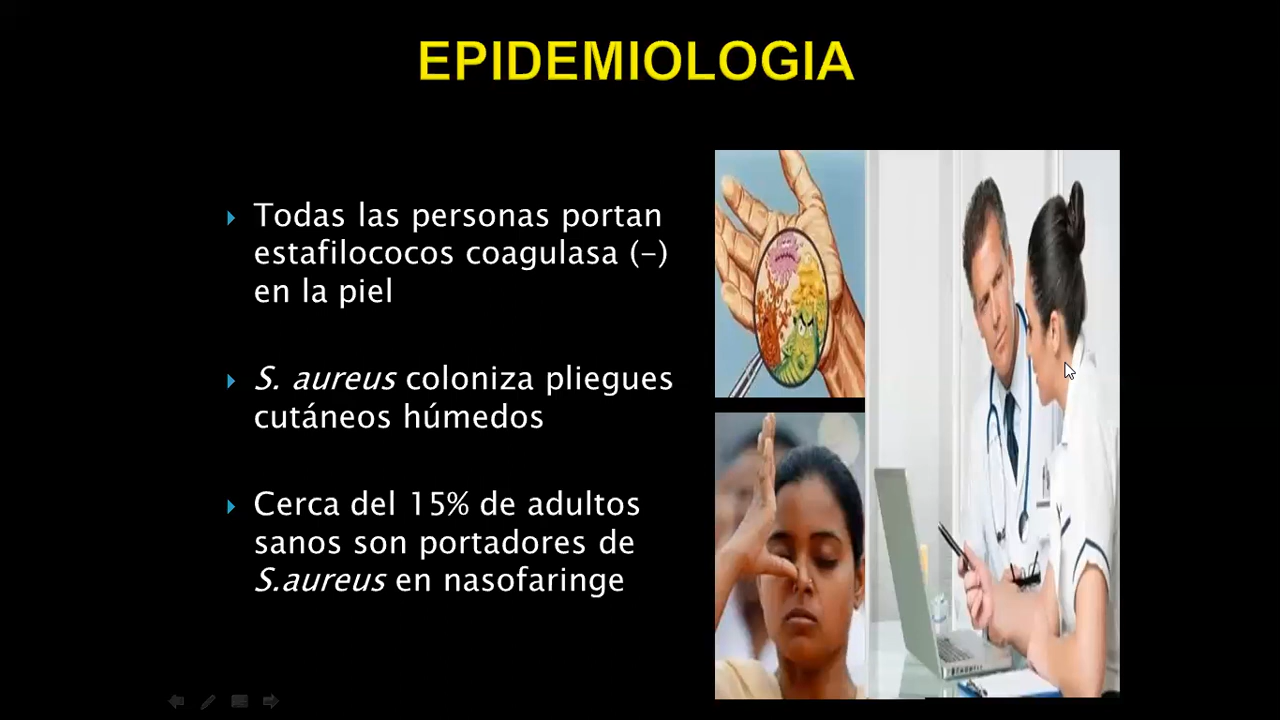 EPIDEMIOLOGIA
Todas las personas portan
estafilococos coagulasa (-)
en la piel
S. aureus coloniza pliegues
cutáneos húmedos
Cerca del 15% de adultos
sanos son portadores de
S.aureus en nasofaringe